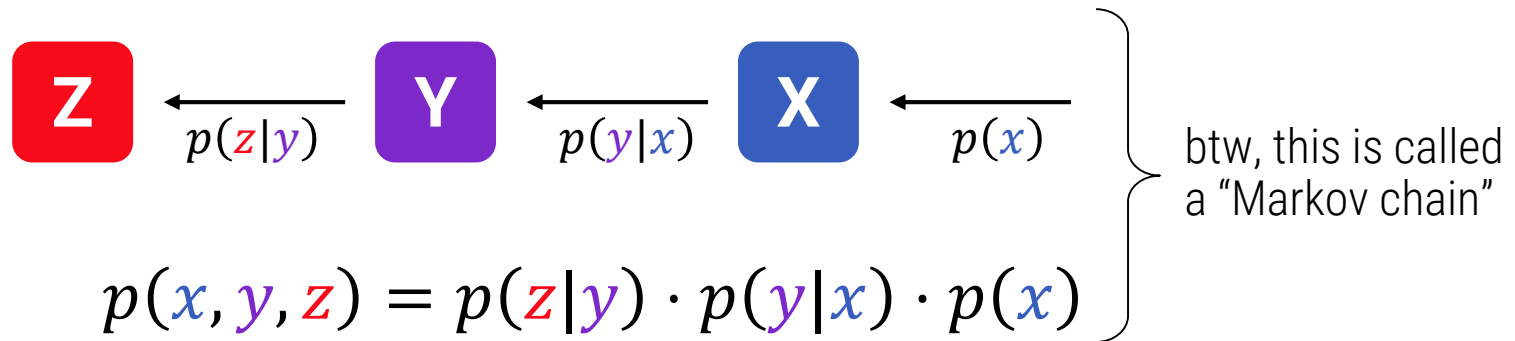 Z Y X
p(z|y) p(y|x) p(x)
btw, this is called
a “Markov chain”
p(x, y, z) = p(z|y) · p(y|x) · p(x)